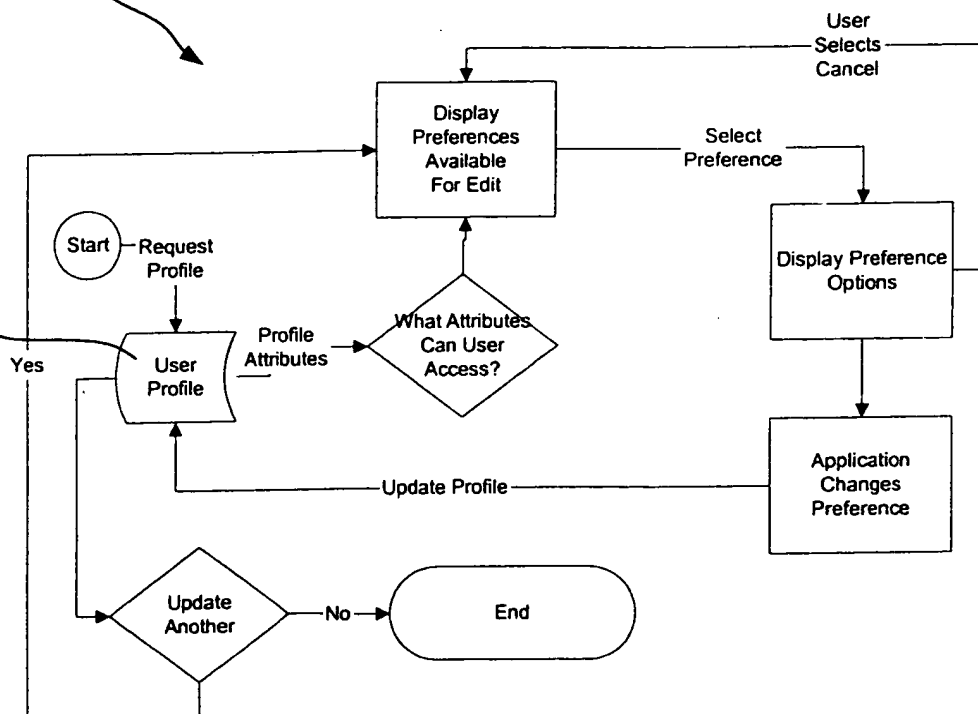 User
Selects
Cancel
Display
Preferences
Available
For Edit
Select
Preference
Start
Request
Profile
Display Preference
Options
What Attributes
Can User
Access?
Profile
Attributes
User
Profile
Yes
Application
Changes
Preference
Update Profile
Update
Another
No
End